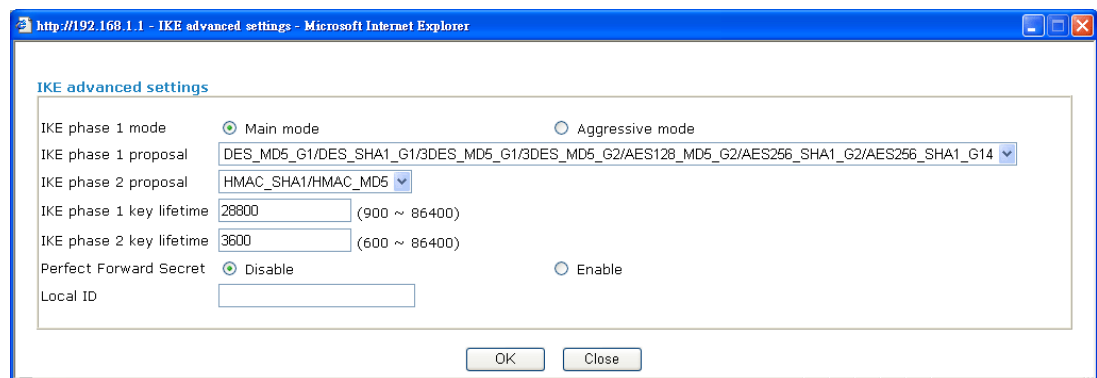 http://192.168.1.1 - IKE advanced settings - Microsoft Internet Explorer
IKE advanced settings
IKE phase 1 mode Main mode Aggressive mode
IKE phase 1 proposal DES_MD5_G1/DES_SHA1_G1/3DES_MD5_G1/3DES_MD5_G2/AES128_MD5_G2/AES256_SHA1_G2/AES256_SHA1_G14
IKE phase 2 proposal HMAC_SHA1/HMAC_MD5
IKE phase 1 key lifetime 28800 (900 ~ 86400)
IKE phase 2 key lifetime 3600 (600 ~ 86400)
Perfect Forward Secret Disable Enable
Local ID
OK Close